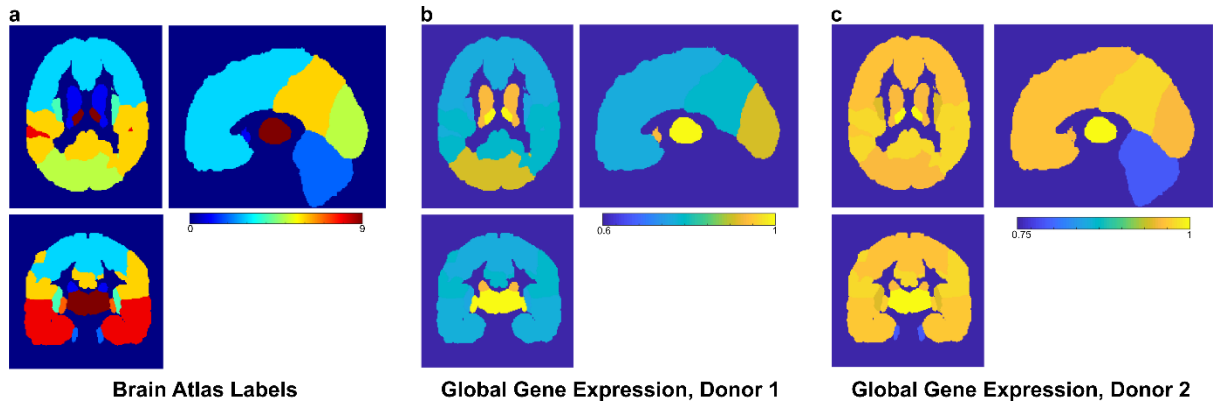 a
b
c
0
9
0.6
1
0.75
1
Brain Atlas Labels
Global Gene Expression, Donor 1
Global Gene Expression, Donor 2